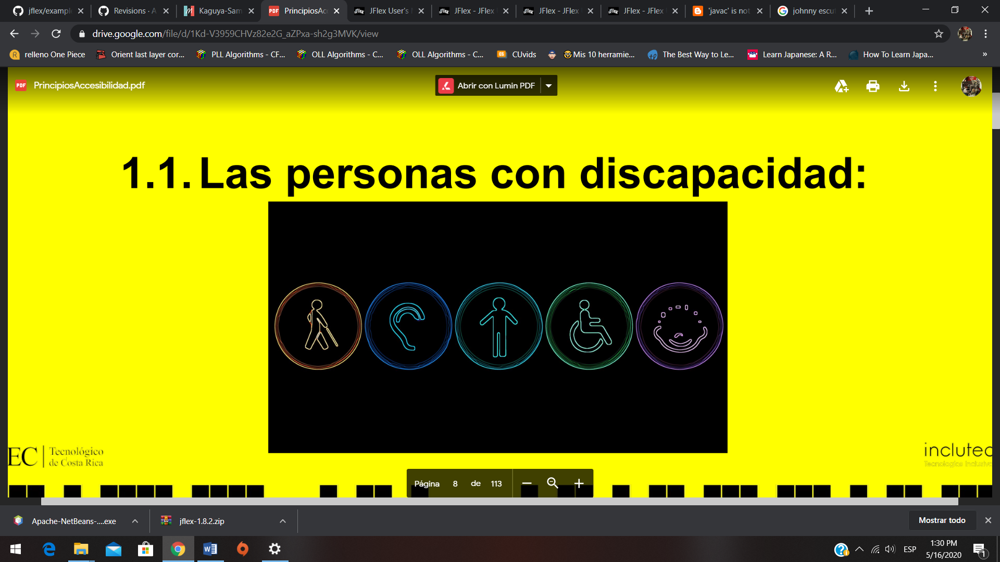 jflex/exampl
Revisions · A
Kaguya-Sam
PrincipiosAc
JFlex User's
JFlex - JFlex
JFlex - JFlex
JFlex - JFlex
'javac' is not
johnny escut
drive.google.com/file/d/1Kd-V3959CHVz82e2G_aZPxa-sh2g3MVK/view
relleno One Piece
Orient last layer cor...
PLL Algorithms - CF...
OLL Algorithms - C...
OLL Algorithms - C...
CUvids
Mis 10 herramie...
The Best Way to Le...
Learn Japanese: A R...
How To Learn Japa...
»
PDF PrincipiosAccesibilidad.pdf
Abrir con Lumin PDF
1.1. Las personas con discapacidad:
EC Tecnológico
de Costa Rica
inclutec
Tecnologías Inclusiva
Página 8 de 113
Apache-NetBeans-....exe
jflex-1.8.2.zip
Mostrar todo
ESP
1:30 PM
5/16/2020
1